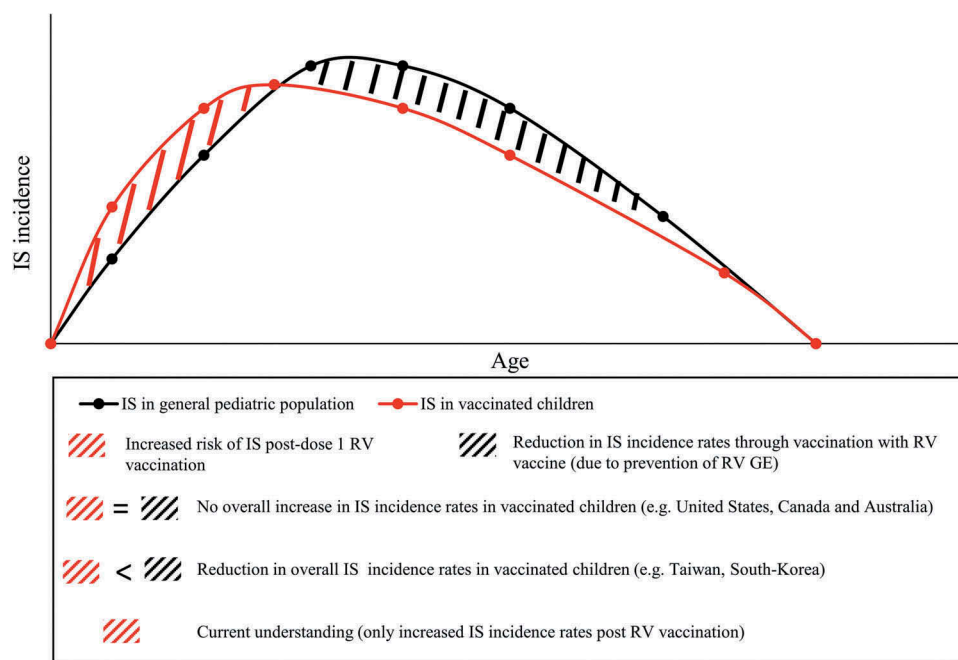 IS incidence
Age
IS in general pediatric population
IS in vaccinated children
Increased risk of IS post-dose 1 RV
vaccination
Reduction in IS incidence rates through vaccination with RV
vaccine (due to prevention of RV GE)
= No overall increase in IS incidence rates in vaccinated children (e.g. United States, Canada and Australia)
< Reduction in overall IS incidence rates in vaccinated children (e.g. Taiwan, South-Korea)
Current understanding (only increased IS incidence rates post RV vaccination)